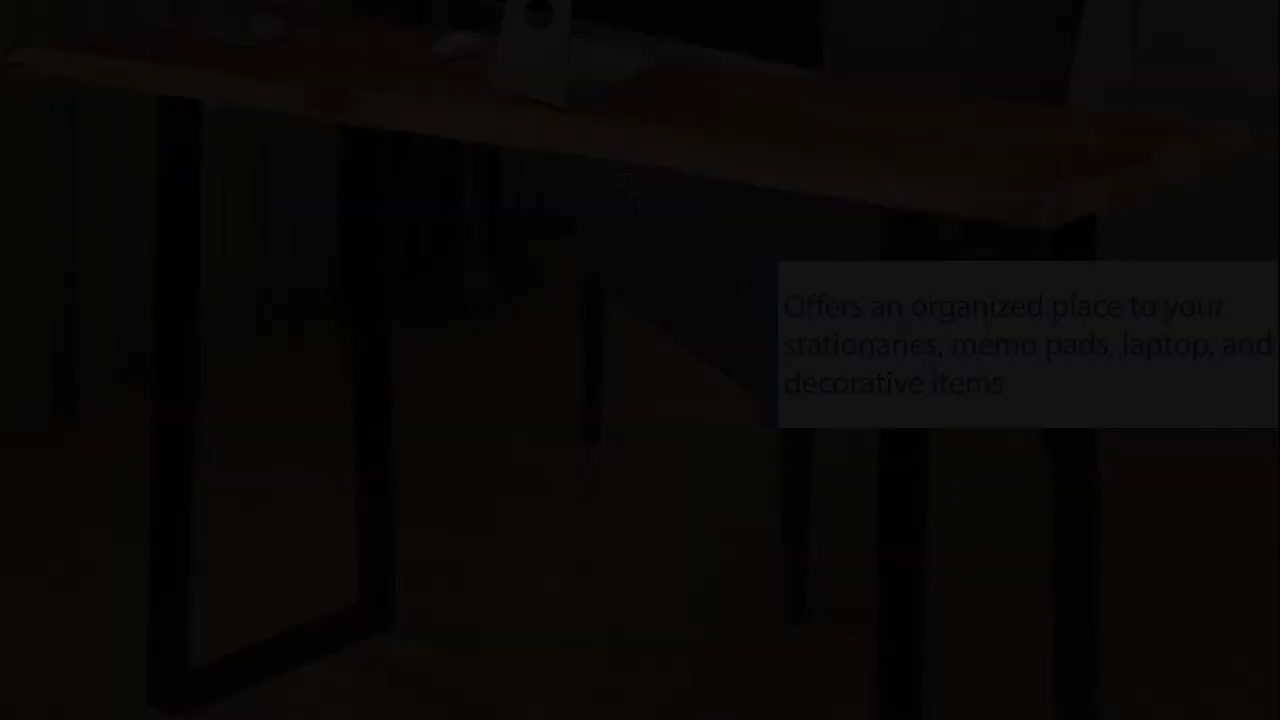 Offers an organized place to your
stationaries, memo pads, laptop, and
decorative items